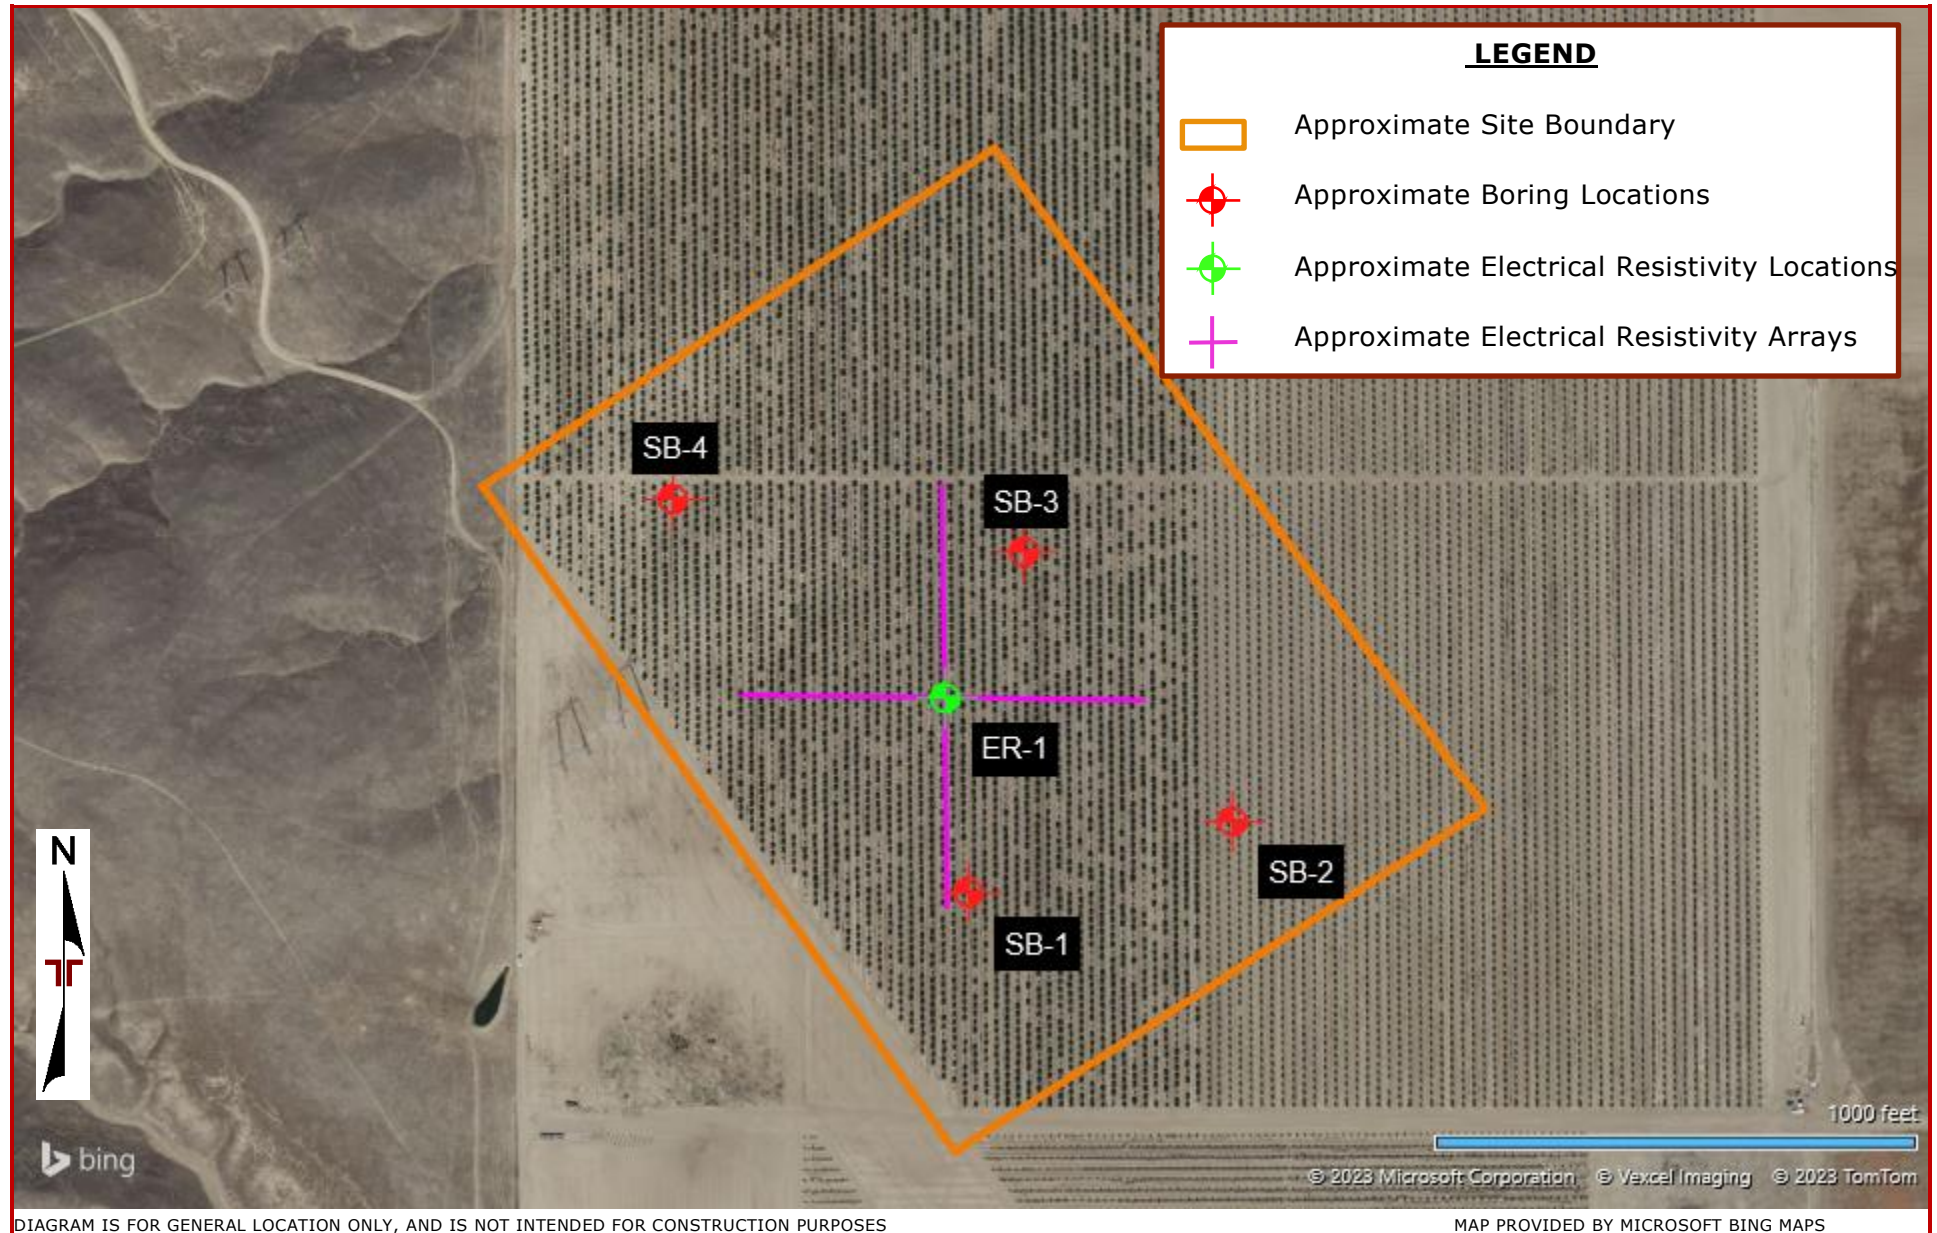 LEGEND
Approximate Site Boundary
Approximate Boring Locations
Approximate Electrical Resistivity Locations
Approximate Electrical Resistivity Arrays
SB-4
SB-3
ER-1
SB-2
SB-1
N
1000 feet
bing
© 2023 Microsoft Corporation © Vexcel Imaging © 2023 TomTom
DIAGRAM IS FOR GENERAL LOCATION ONLY, AND IS NOT INTENDED FOR CONSTRUCTION PURPOSES
MAP PROVIDED BY MICROSOFT BING MAPS